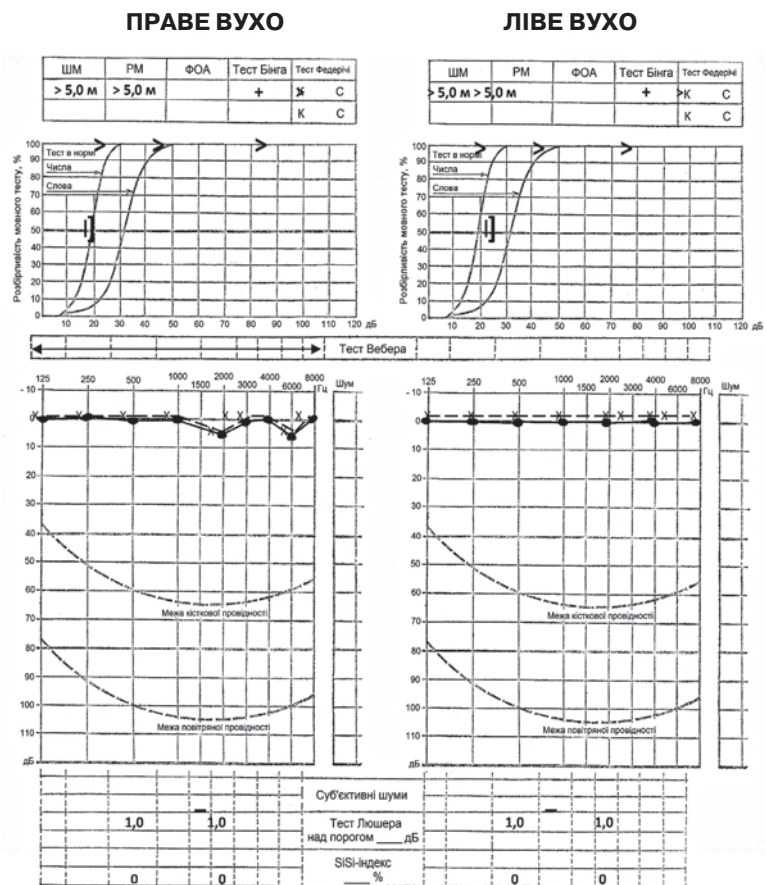 ПРАВЕ ВУХО ЛІВЕ ВУХО
ШМ РМ ФОА Тест Бінга Тест Федерічі
> 5,0 м > 5,0 м + С
К С
ШМ РМ ФОА Тест Бінга Тест Федерічі
> 5,0 м > 5,0 м + >К С
К С
Розбірливість мовного тесту, %
100 90 80 70 60 50 40 30 20 10 0
Тест в нормі
Числа
Слова
10 20 30 40 50 60 70 80 90 100 110 120 дБ
Розбірливість мовного тесту, %
100 90 80 70 60 50 40 30 20 10 0
Тест в нормі
Числа
Слова
10 20 30 40 50 60 70 80 90 100 110 120 дБ
Тест Вебера
125 250 500 1000 1500 2000 3000 4000 6000 8000 Гц Шум
- 10 0 10 20 30 40 50 60 70 80 90 100 110 дБ
Межа кісткової провідності
Межа повітряної провідності
125 250 500 1000 1500 2000 3000 4000 6000 8000 Гц Шум
- 10 0 10 20 30 40 50 60 70 80 90 100 110 дБ
Межа кісткової провідності
Межа повітряної провідності
Суб'єктивні шуми
– –
1,0 1,0 Тест Люшера 1,0 1,0
над порогом ____ дБ
SiSi-індекс
0 0 ____ % 0 0